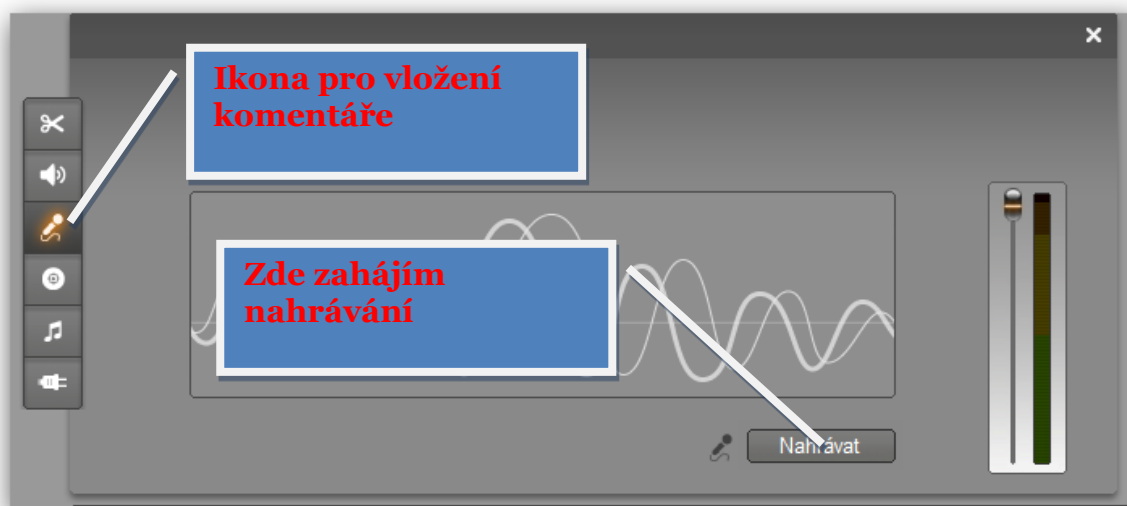 Ikona pro vložení
komentáře
Zde zahájím
nahrávání
Nahrávat